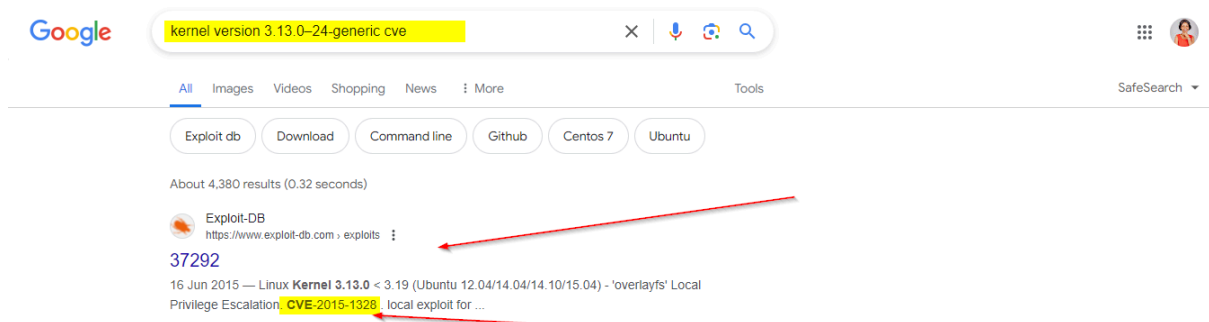 Google
kernel version 3.13.0–24-generic cve
All Images Videos Shopping News More Tools SafeSearch
Exploit db Download Command line Github Centos 7 Ubuntu
About 4,380 results (0.32 seconds)
Exploit-DB
https://www.exploit-db.com › exploits
37292
16 Jun 2015 — Linux Kernel 3.13.0 < 3.19 (Ubuntu 12.04/14.04/14.10/15.04) - 'overlayfs' Local
Privilege Escalation. CVE-2015-1328 . local exploit for ...